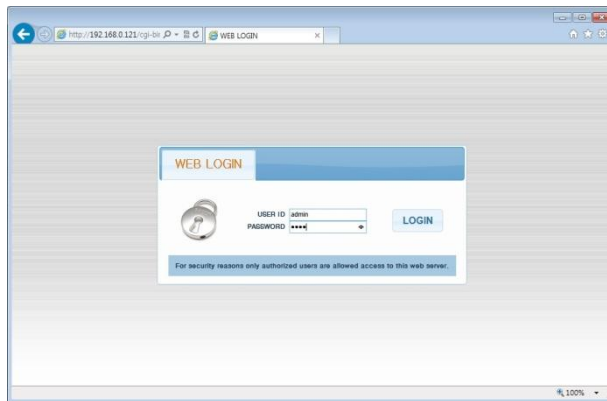 http://192.168.0.121/cgi-bin
WEB LOGIN
WEB LOGIN
USER ID admin
PASSWORD ••••
LOGIN
For security reasons only authorized users are allowed access to this web server.
100%